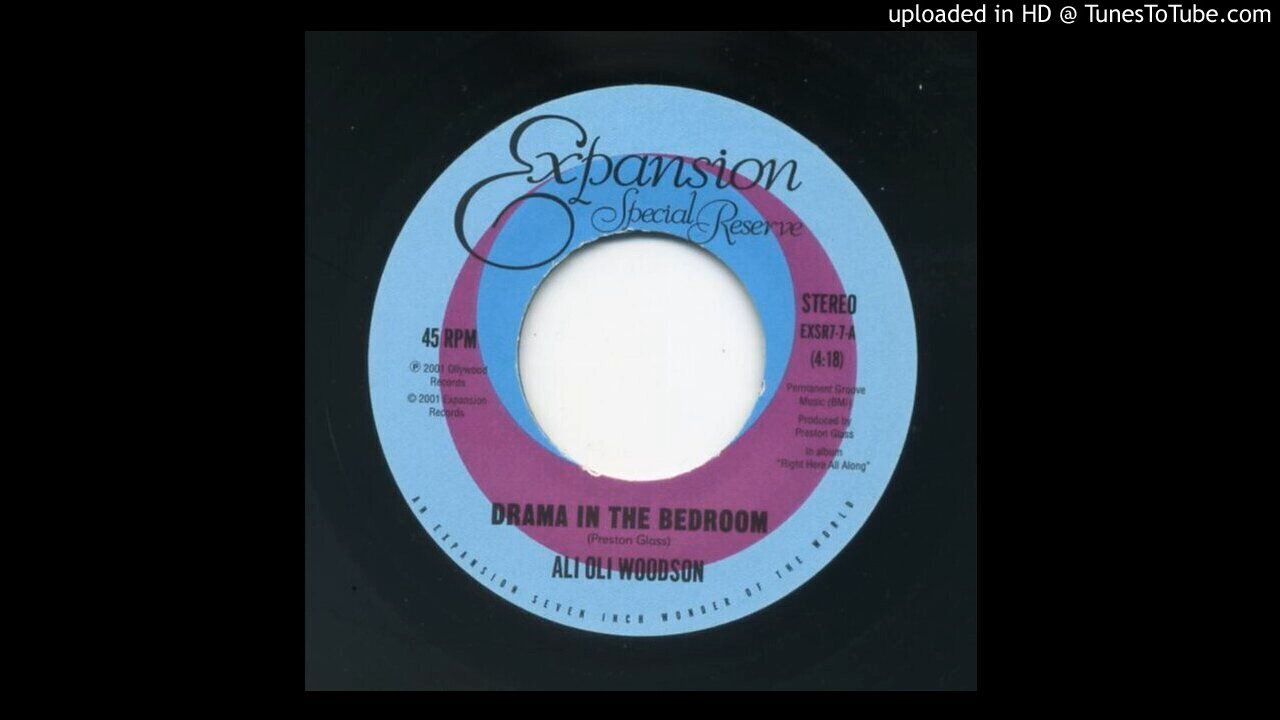 uploaded in HD @ TunesToTube.com
Expansion
Special Reserve
STEREO
EXSR7-7-A
(4:18)
45 RPM
℗ 2001 Ollywood
Records
© 2001 Expansion
Records
Permanent Groove
Music (BMI)
Produced by
Preston Glass
In album
"Right Here All Along"
DRAMA IN THE BEDROOM
(Preston Glass)
ALI OLI WOODSON
AN EXPANSION SEVEN INCH WONDER OF THE WORLD